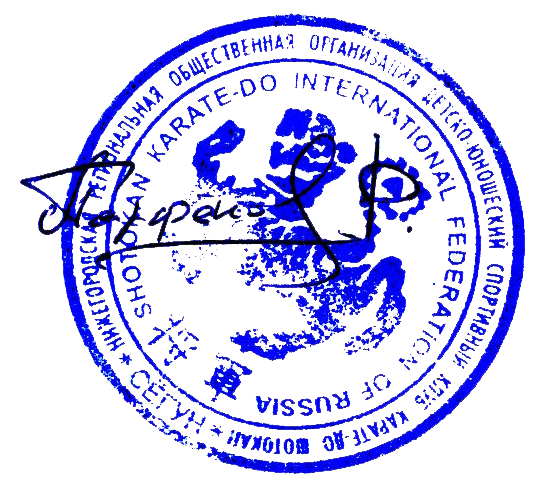 НИЖЕГОРОДСКАЯ РЕГИОНАЛЬНАЯ ОБЩЕСТВЕННАЯ ОРГАНИЗАЦИЯ ДЕТСКО-ЮНОШЕСКИЙ СПОРТИВНЫЙ КЛУБ КАРАТЕ-ДО ШОТОКАН *
SHOTOKAN KARATE-DO INTERNATIONAL FEDERATION OF RUSSIA
* СЕГУН *